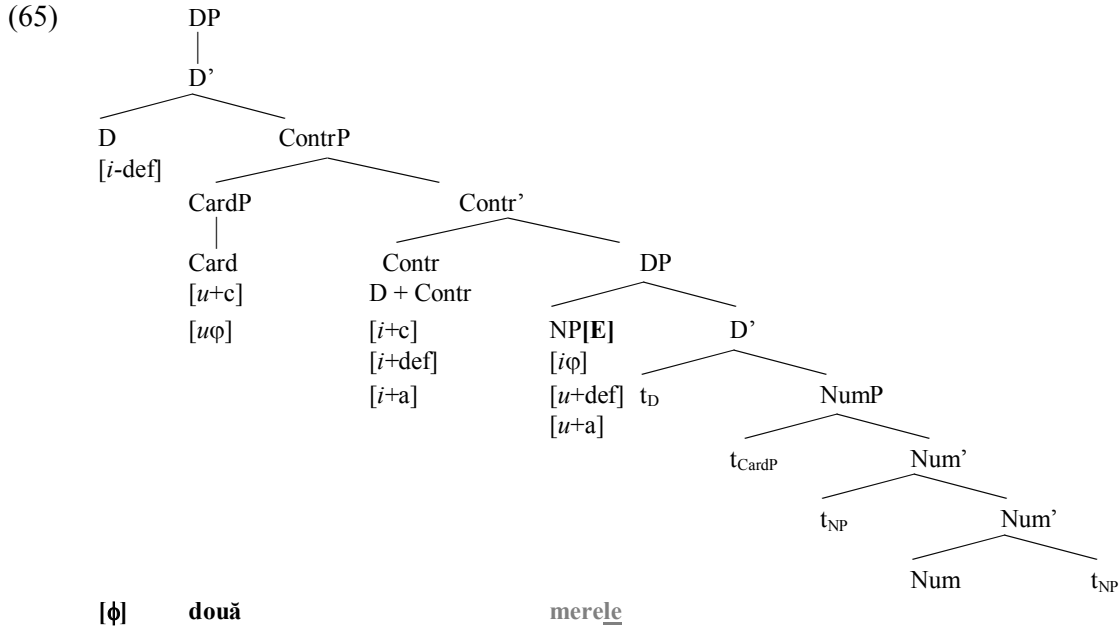 (65) DP
D’
D ContrP
[i-def]
CardP Contr’
Card Contr DP
[u+c] D + Contr
[uφ] [i+c] NP[E] D’
[i+def] [iφ]
[i+a] [u+def] tD NumP
[u+a]
tCardP Num’
tNP Num’
Num tNP
[ϕ] două merele